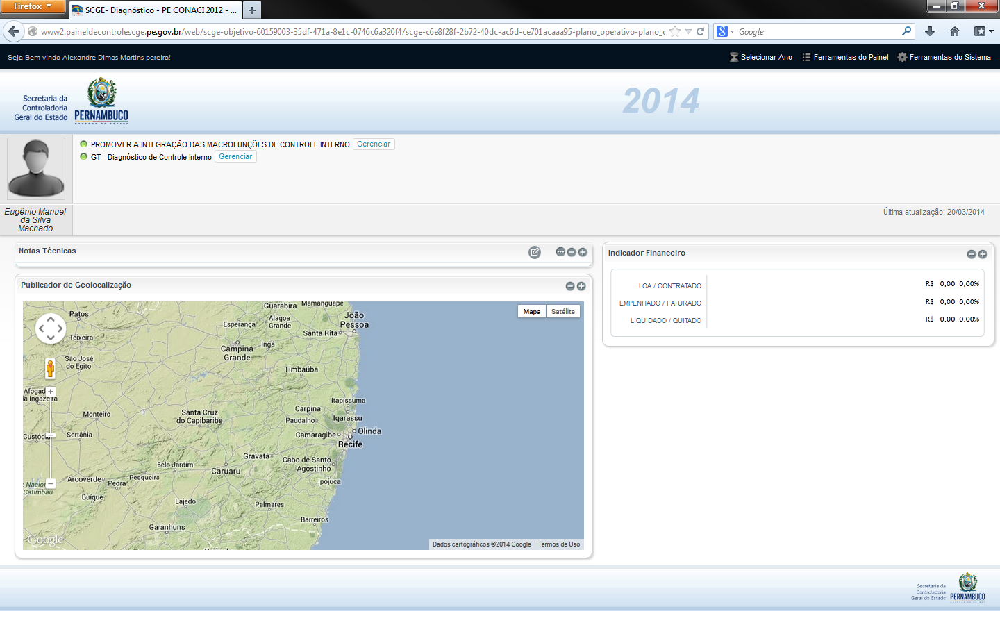 Firefox
SCGE- Diagnóstico - PE CONACI 2012 - ...
www2.paineldecontrolescge.pe.gov.br/web/scge-objetivo-60159003-35df-471a-8e1c-0746c6a320f4/scge-c6e8f28f-2b72-40dc-ac6d-ce701acaaa95-plano_operativo-plano_c
Google
Seja Bem-vindo Alexandre Dimas Martins pereira!
Selecionar Ano
Ferramentas do Painel
Ferramentas do Sistema
Secretaria da
Controladoria
Geral do Estado
PERNAMBUCO
GOVERNO DO ESTADO
2014
PROMOVER A INTEGRAÇÃO DAS MACROFUNÇÕES DE CONTROLE INTERNO Gerenciar
GT - Diagnóstico de Controle Interno Gerenciar
Eugênio Manuel
da Silva
Machado
Última atualização: 20/03/2014
Notas Técnicas
Publicador de Geolocalização
Mapa
Satélite
Patos
Guarabira
Mamanguape
João
Pessoa
Alagoa
Grande
Esperança
Santa Rita
Teixeira
Campina
Grande
Ingá
São José
do Egito
Timbaúba
Afogad
da Ingazeira
Itapissuma
Monteiro
Santa Cruz
do Capibaribe
Carpina
Igarassu
Paudalho
Custódia
Sertânia
Camaragibe
Olinda
Recife
Gravatá
Belo Jardim
Cabo de Santo
Agostinho
Caruaru
Arcoverde
Pedra
Pesqueira
Ipojuca
e Nacion
Catimbau
Buíque
Lajedo
Palmares
Barreiros
Garanhuns
Google
Dados cartográficos ©2014 Google
Termos de Uso
Indicador Financeiro
LOA / CONTRATADO R$ 0,00 0,00%
EMPENHADO / FATURADO R$ 0,00 0,00%
LIQUIDADO / QUITADO R$ 0,00 0,00%
Secretaria da
Controladoria
Geral do Estado
PERNAMBUCO